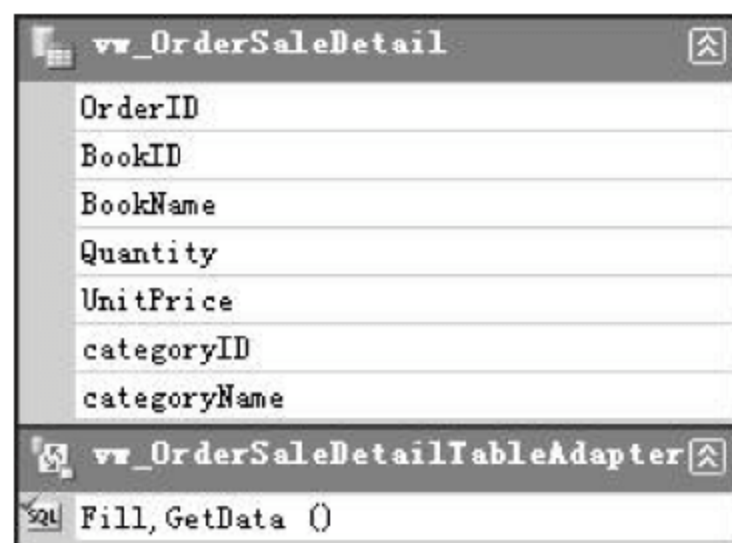 vw_OrderSaleDetail
OrderID
BookID
BookName
Quantity
UnitPrice
categoryID
categoryName
vw_OrderSaleDetailTableAdapter
SQL Fill,GetData ()